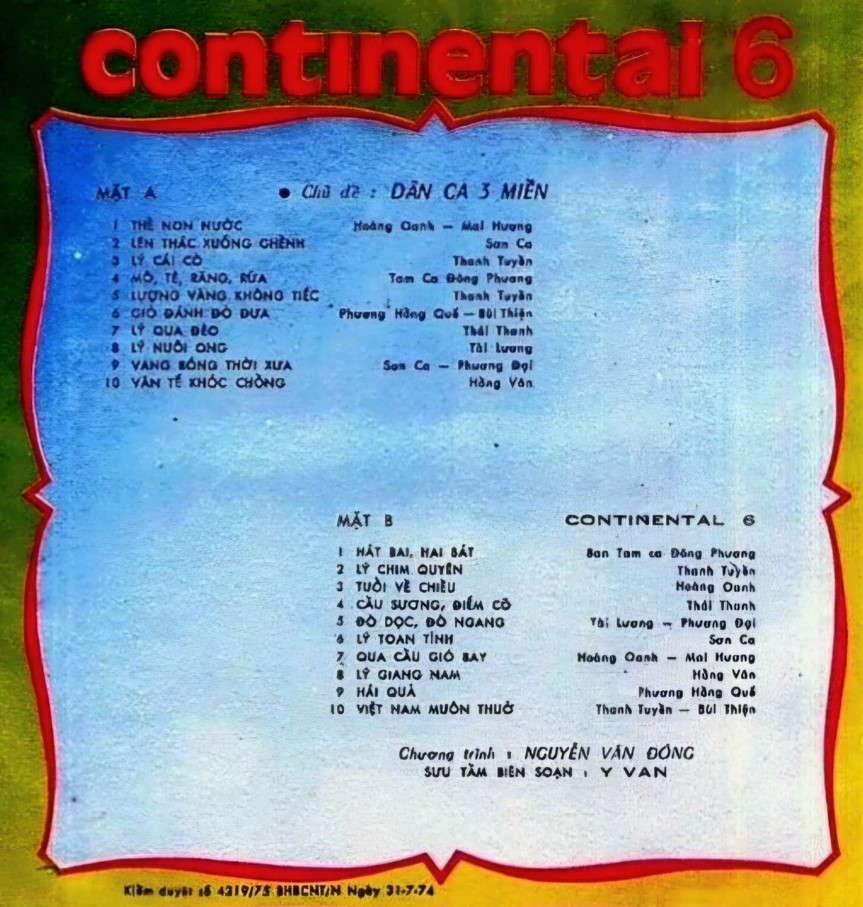 continental 6
MẶT A ● Chủ đề : DÂN CA 3 MIỀN
1 THỀ NON NƯỚC Hoàng Oanh — Mai Hương
2 LÊN THÁC XUỐNG GHỀNH Sơn Ca
3 LÝ CÁI CÒ Thanh Tuyền
4 MÔ, TÊ, RĂNG, RỨA Tam Ca Đông Phương
5 LƯỢNG VÀNG KHÔNG TIẾC Thanh Tuyền
6 GIÓ ĐÁNH ĐÒ ĐƯA Phương Hồng Quế — Bùi Thiện
7 LÝ QUA ĐÈO Thái Thanh
8 LÝ NUÔI ONG Tài Lương
9 VANG BÓNG THỜI XƯA Sơn Ca — Phương Đại
10 VĂN TẾ KHÓC CHỒNG Hồng Vân
MẶT B CONTINENTAL 6
1 HÁT BAI, HAI BÁT Ban Tam ca Đông Phương
2 LÝ CHIM QUYÊN Thanh Tuyền
3 TUỔI VỀ CHIỀU Hoàng Oanh
4 CẦU SƯƠNG, ĐIẾM CỎ Thái Thanh
5 ĐÒ DỌC, ĐÒ NGANG Tài Lương — Phương Đại
6 LÝ TOAN TÍNH Sơn Ca
7 QUA CẦU GIÓ BAY Hoàng Oanh — Mai Hương
8 LÝ GIANG NAM Hồng Vân
9 HÁI QUẢ Phương Hồng Quế
10 VIỆT NAM MUÔN THUỞ Thanh Tuyền — Bùi Thiện
Chương trình : NGUYỄN VĂN ĐÔNG
SƯU TẦM BIÊN SOẠN : Y VAN
Kiểm duyệt số 4219/75 BHBCNT/N Ngày 31-7-74